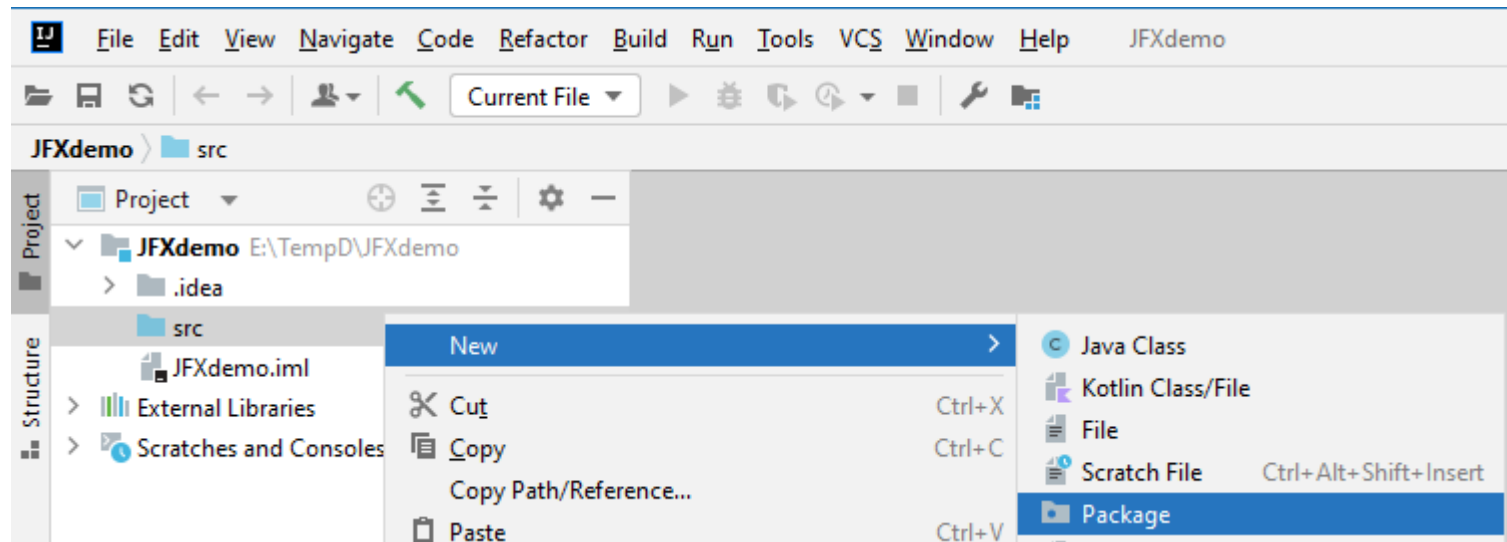 IJ File Edit View Navigate Code Refactor Build Run Tools VCS Window Help JFXdemo
Current File
JFXdemo src
Project
Project
JFXdemo E:\TempD\JFXdemo
.idea
src
JFXdemo.iml
External Libraries
Scratches and Consoles
Structure
New
Cut Ctrl+X
Copy Ctrl+C
Copy Path/Reference...
Paste Ctrl+V
Java Class
Kotlin Class/File
File
Scratch File Ctrl+Alt+Shift+Insert
Package